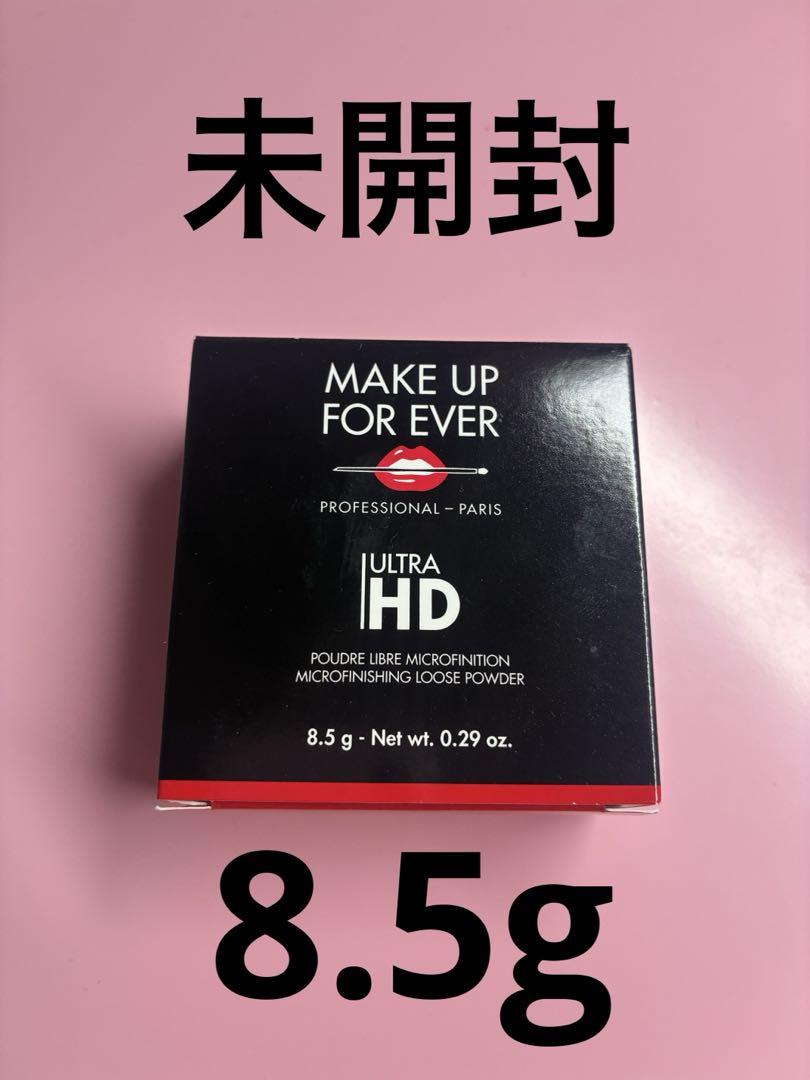 未開封
MAKE UP
FOR EVER
PROFESSIONAL – PARIS
ULTRA
HD
POUDRE LIBRE MICROFINITION
MICROFINISHING LOOSE POWDER
8.5 g - Net wt. 0.29 oz.
8.5g